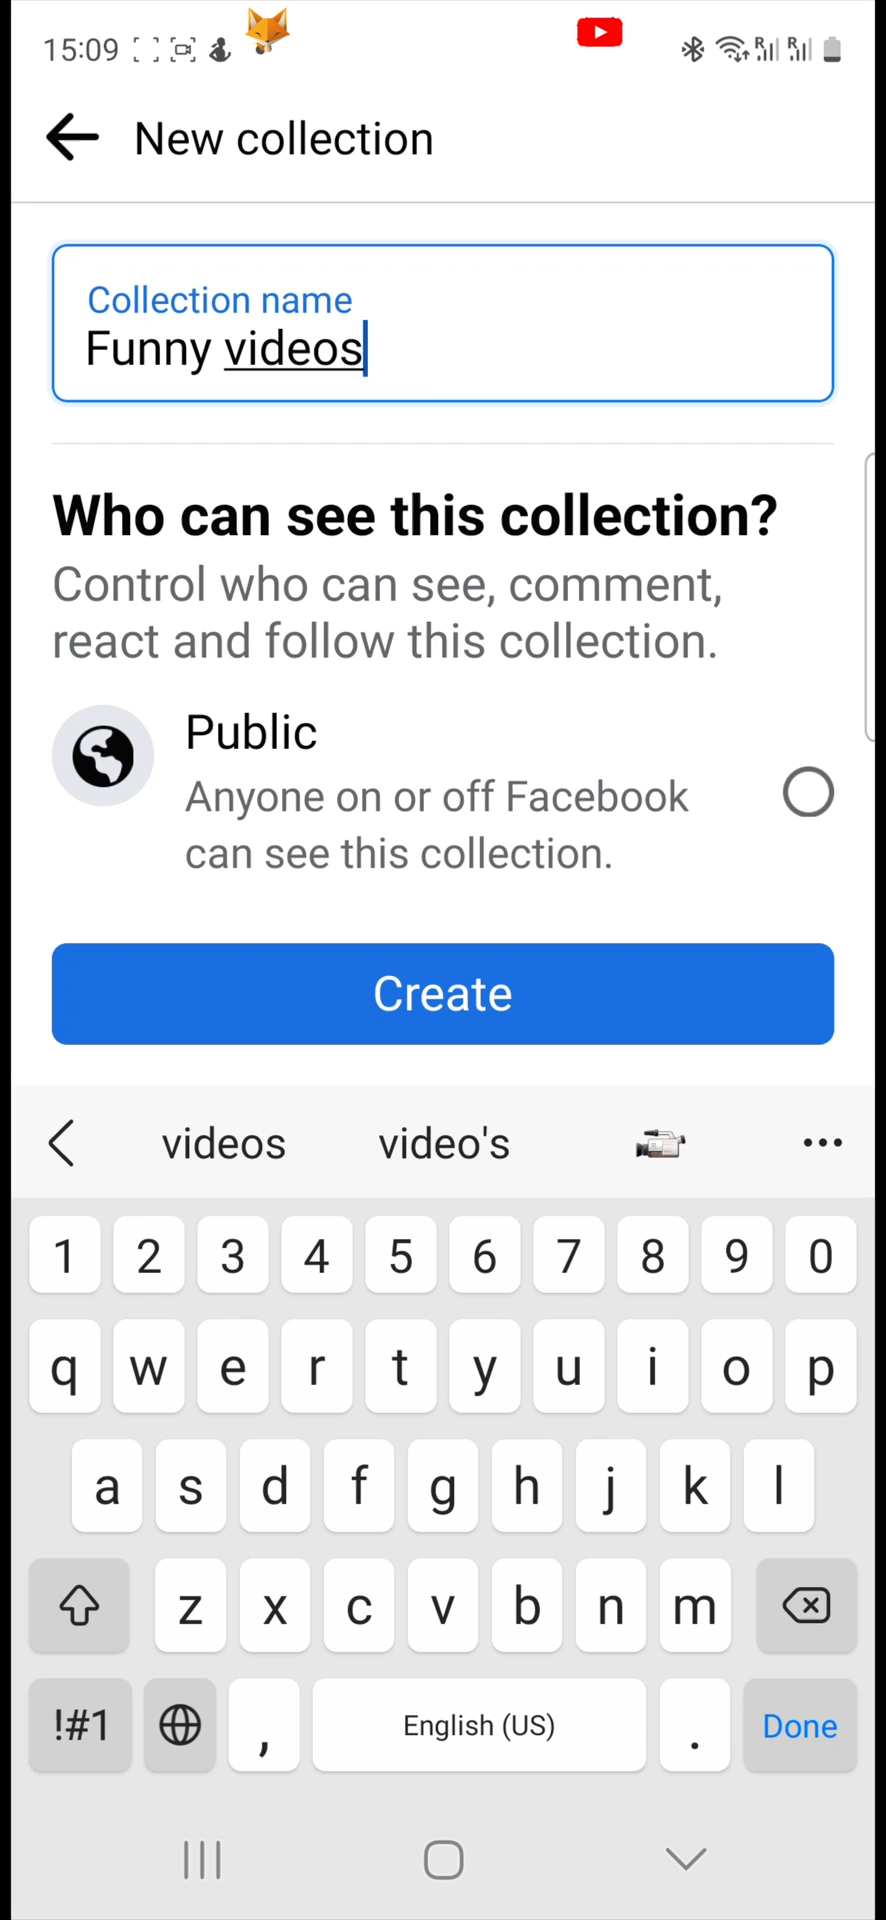 15:09
New collection
Collection name
Funny videos
Who can see this collection?
Control who can see, comment,
react and follow this collection.
Public
Anyone on or off Facebook
can see this collection.
Create
videos video's
1 2 3 4 5 6 7 8 9 0
q w e r t y u i o p
a s d f g h j k l
z x c v b n m
!#1 , English (US) . Done